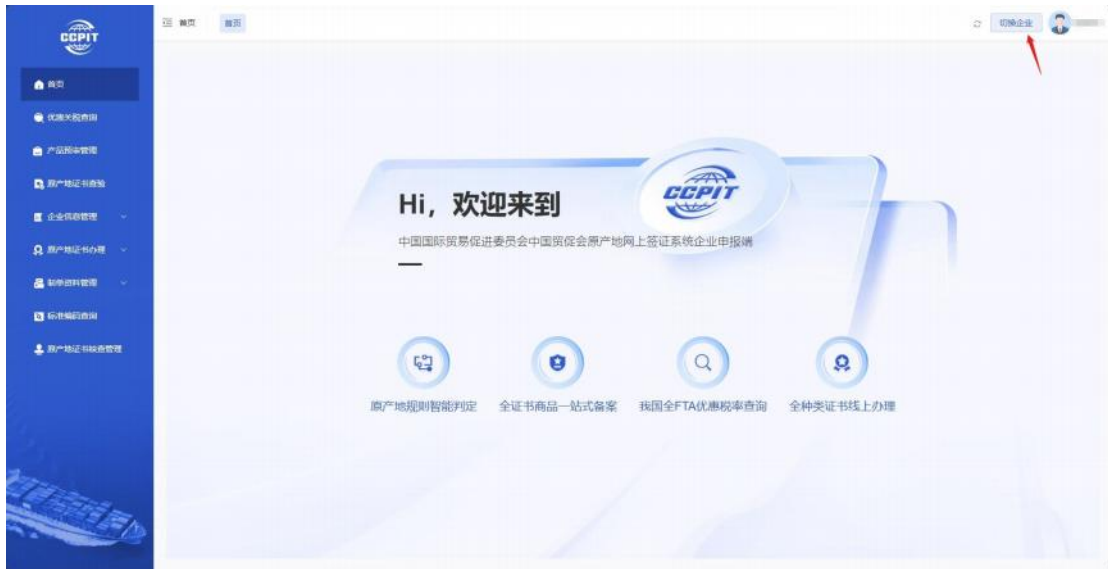 CCPIT
首页
首页
切换企业
首页
优惠关税查询
产品预审管理
原产地证书查验
企业信息管理
原产地证书办理
制单资料管理
标准编码查询
原产地证书核查管理
CCPIT
Hi，欢迎来到
中国国际贸易促进委员会中国贸促会原产地网上签证系统企业申报端
原产地规则智能判定
全证书商品一站式备案
我国全FTA优惠税率查询
全种类证书线上办理